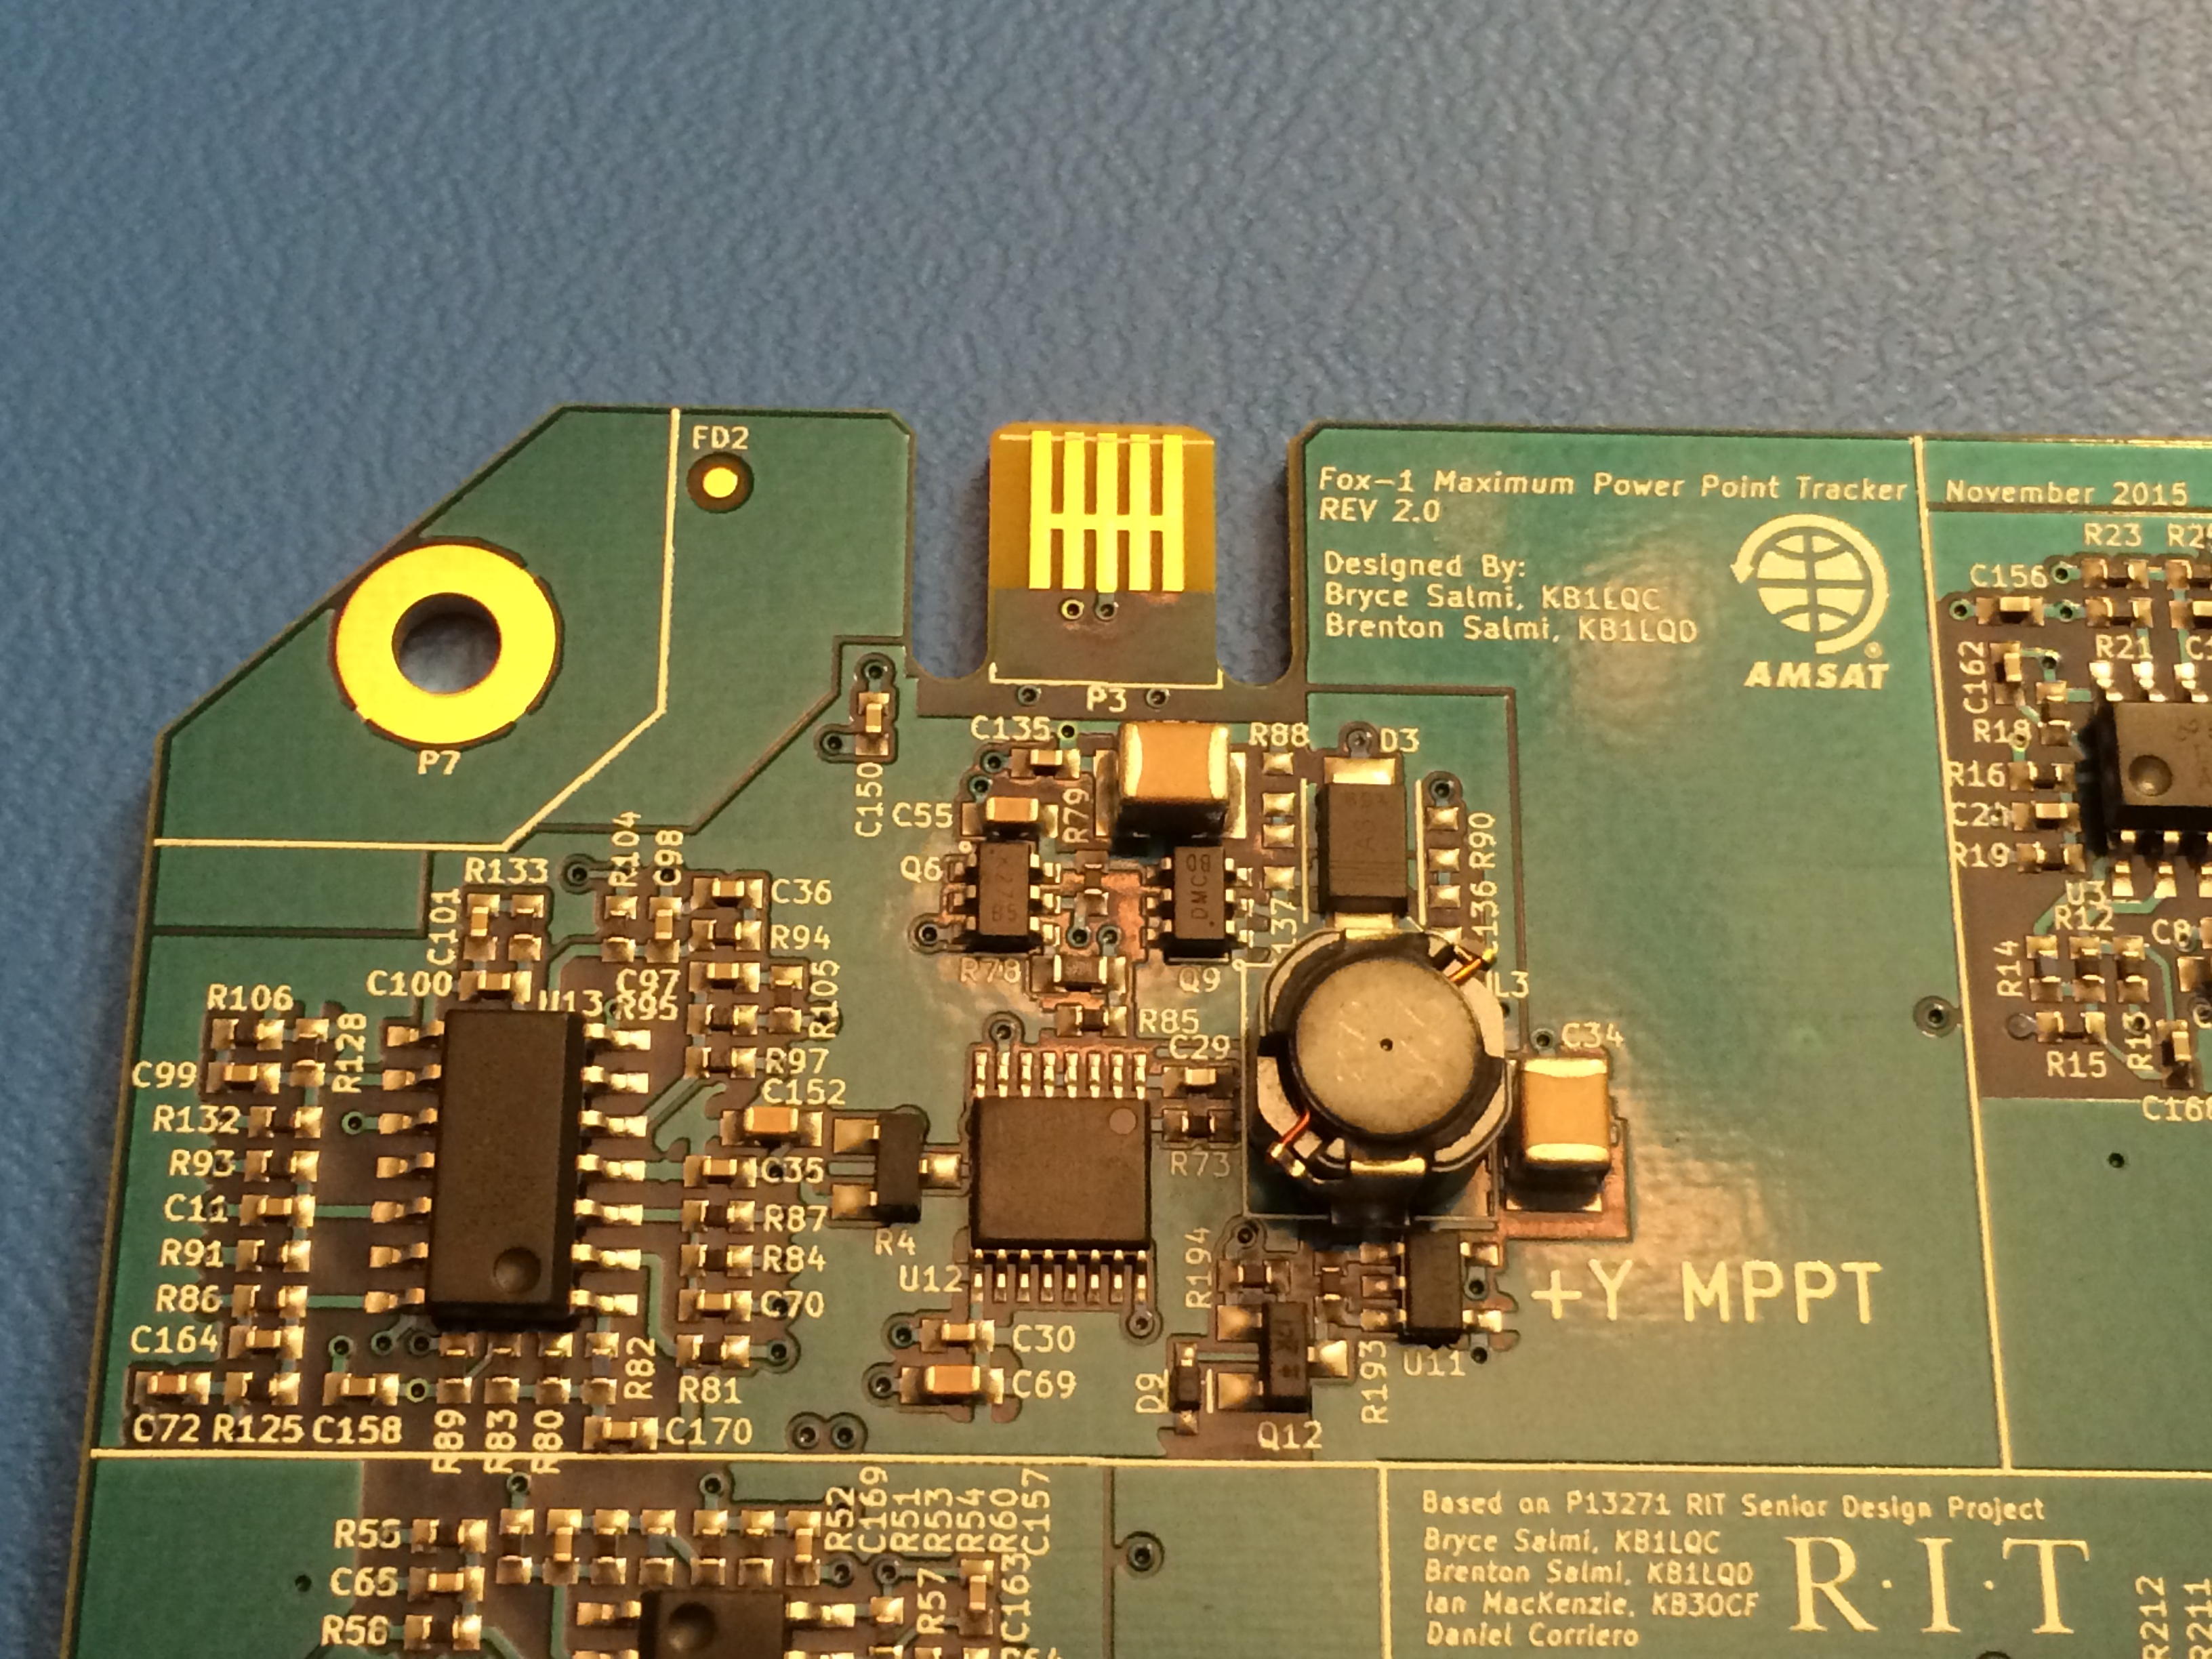 FD2
Fox-1 Maximum Power Point Tracker
REV 2.0
November 2015
Designed By:
Bryce Salmi, KB1LQC
Brenton Salmi, KB1LQD
AMSAT
®
R23
C156
R21
C162
R18
R16
R19
U3
R12
C8
R14
R13
R15
P7
P3
C150
C135
R88
D3
C55
R79
R90
Q6
DMC
C137
C136
R78
Q9
L3
R133
R104
C98
C36
C101
R94
C100
C97
R105
U13
R95
R106
R128
R97
R85
C29
C34
C99
C152
R132
R73
R93
C35
C11
R87
R4
R91
R84
U12
R194
+Y MPPT
R86
C70
C164
R82
C30
R193
U11
R81
C69
D9
C72
R125
C158
R89
R83
R80
C170
Q12
R52
C169
R51
R53
R54
R60
C157
R55
C65
R57
C163
R58
Based on P13271 RIT Senior Design Project
Bryce Salmi, KB1LQC
Brenton Salmi, KB1LQD
Ian MacKenzie, KB3OCF
Daniel Corriero
R·I·T
R212
R211